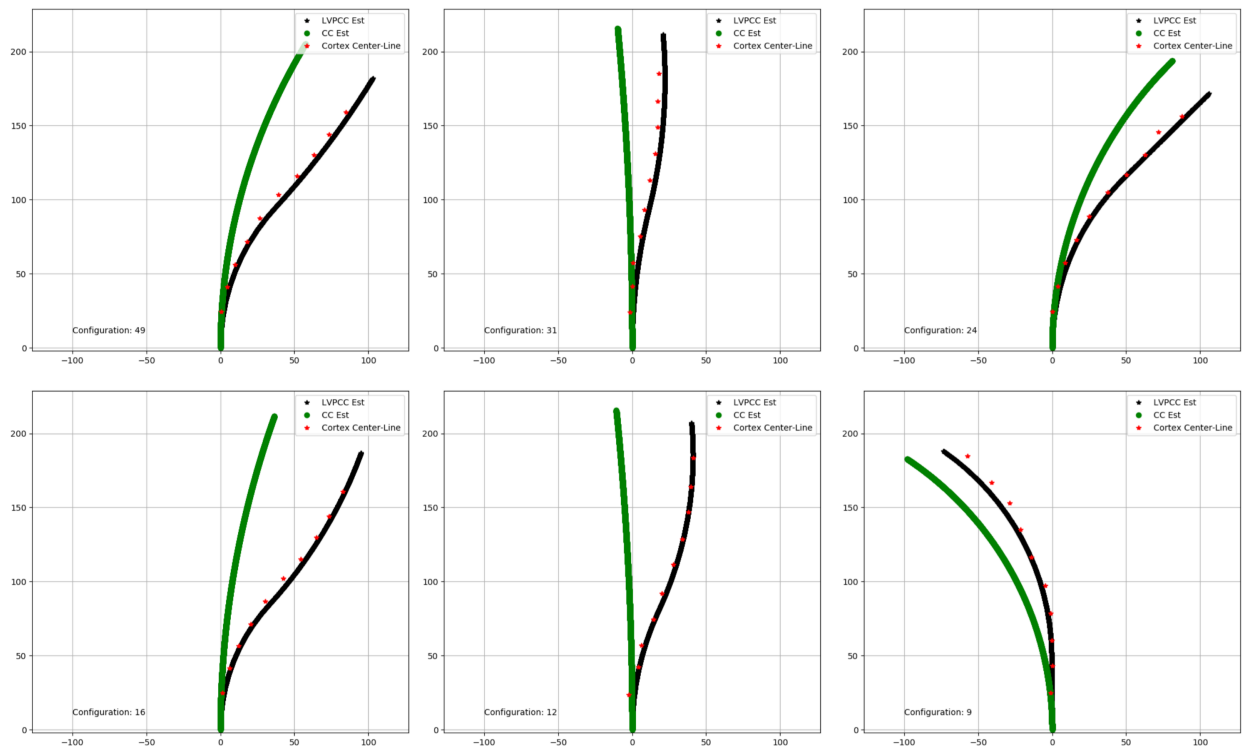 LVPCC Est
CC Est
Cortex Center-Line
200
150
100
50
0
Configuration: 49
−100 −50 0 50 100
LVPCC Est
CC Est
Cortex Center-Line
200
150
100
50
0
Configuration: 31
−100 −50 0 50 100
LVPCC Est
CC Est
Cortex Center-Line
200
150
100
50
0
Configuration: 24
−100 −50 0 50 100
LVPCC Est
CC Est
Cortex Center-Line
200
150
100
50
0
Configuration: 16
−100 −50 0 50 100
LVPCC Est
CC Est
Cortex Center-Line
200
150
100
50
0
Configuration: 12
−100 −50 0 50 100
LVPCC Est
CC Est
Cortex Center-Line
200
150
100
50
0
Configuration: 9
−100 −50 0 50 100